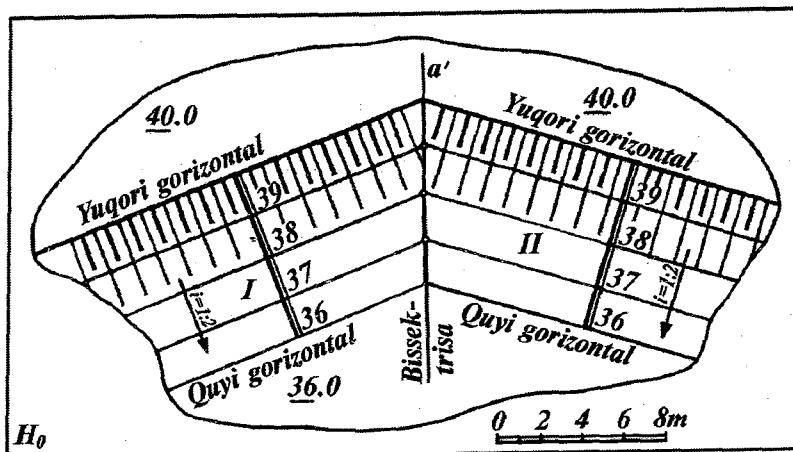 a'
40.0
40.0
Yuqori gorizontal
Yuqori gorizontal
39
38
37
36
39
38
37
36
I
II
i=1:2
i=1:2
Quyi gorizontal
Quyi gorizontal
Bissek-
trisa
36.0
H₀
0 2 4 6 8m